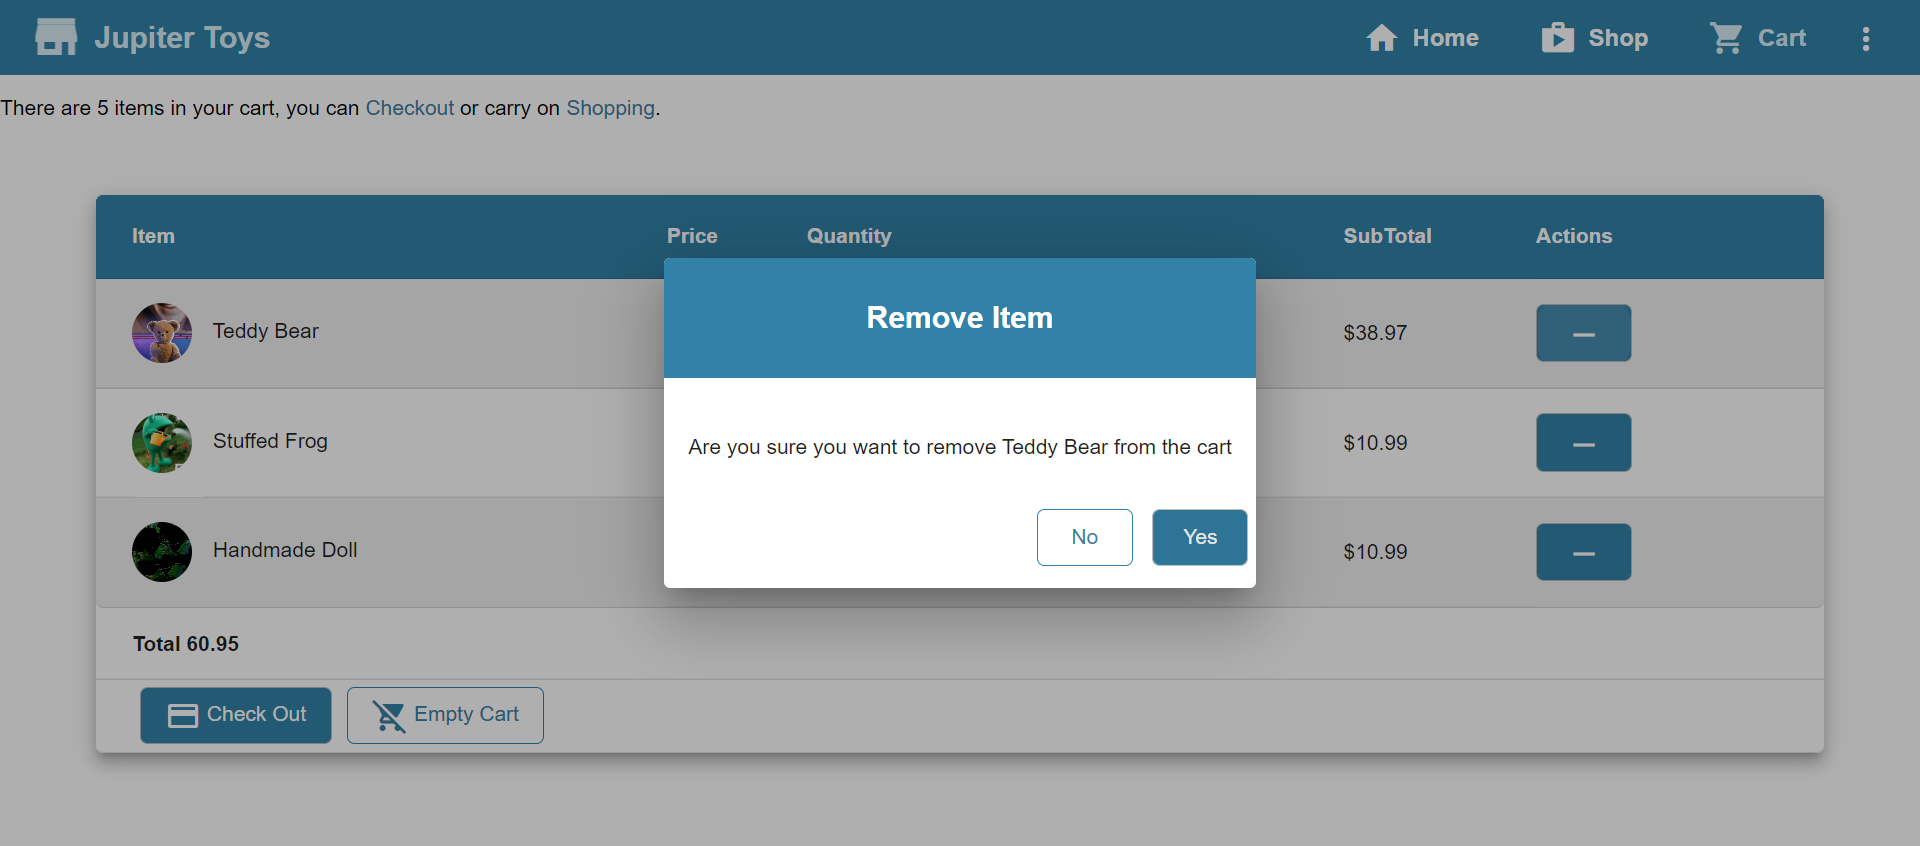 Jupiter Toys
Home
Shop
Cart
There are 5 items in your cart, you can Checkout or carry on Shopping.
Item Price Quantity SubTotal Actions
Remove Item
Teddy Bear $38.97
Are you sure you want to remove Teddy Bear from the cart
Stuffed Frog $10.99
No
Yes
Handmade Doll $10.99
Total 60.95
Check Out
Empty Cart